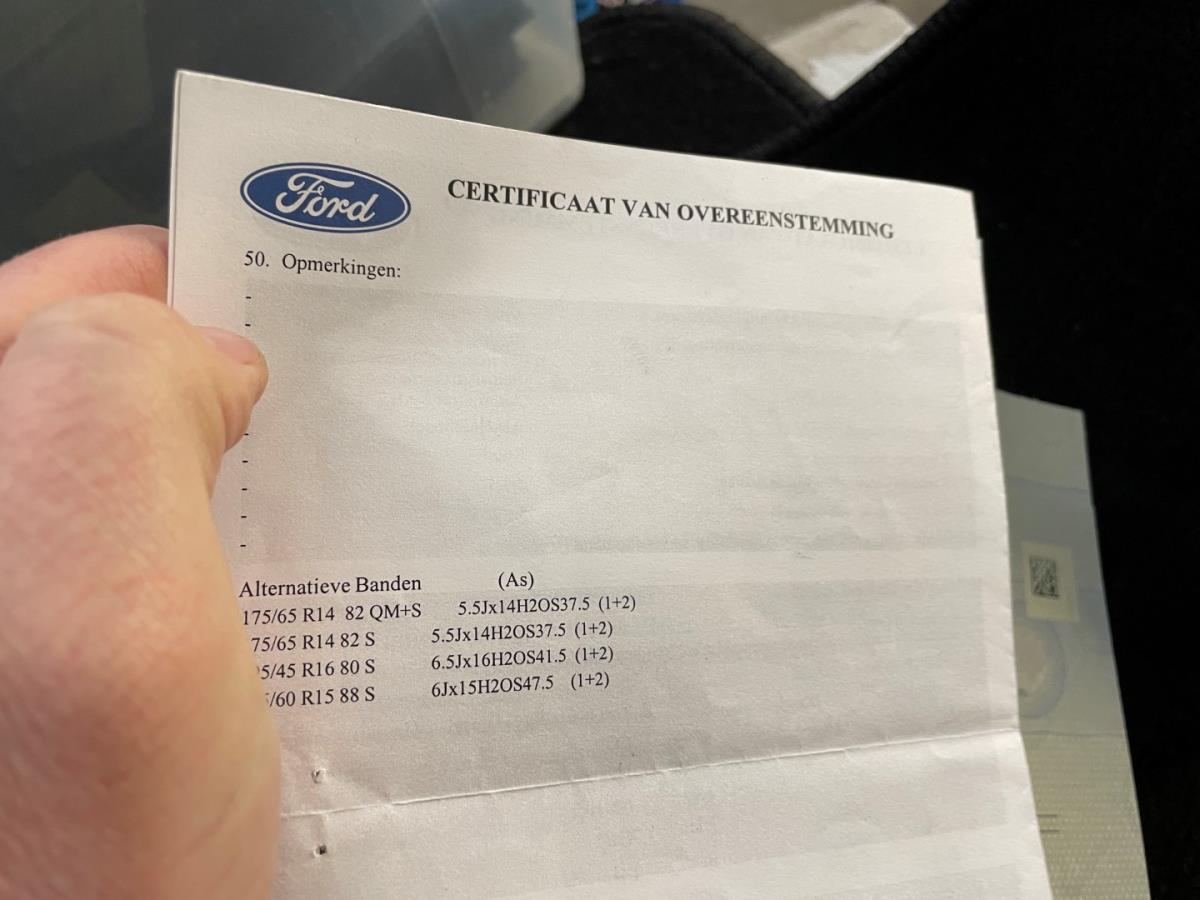 Ford
CERTIFICAAT VAN OVEREENSTEMMING
50. Opmerkingen:
-
-
-
-
-
-
-
Alternatieve Banden (As)
175/65 R14 82 QM+S 5.5Jx14H2OS37.5 (1+2)
75/65 R14 82 S 5.5Jx14H2OS37.5 (1+2)
5/45 R16 80 S 6.5Jx16H2OS41.5 (1+2)
/60 R15 88 S 6Jx15H2OS47.5 (1+2)